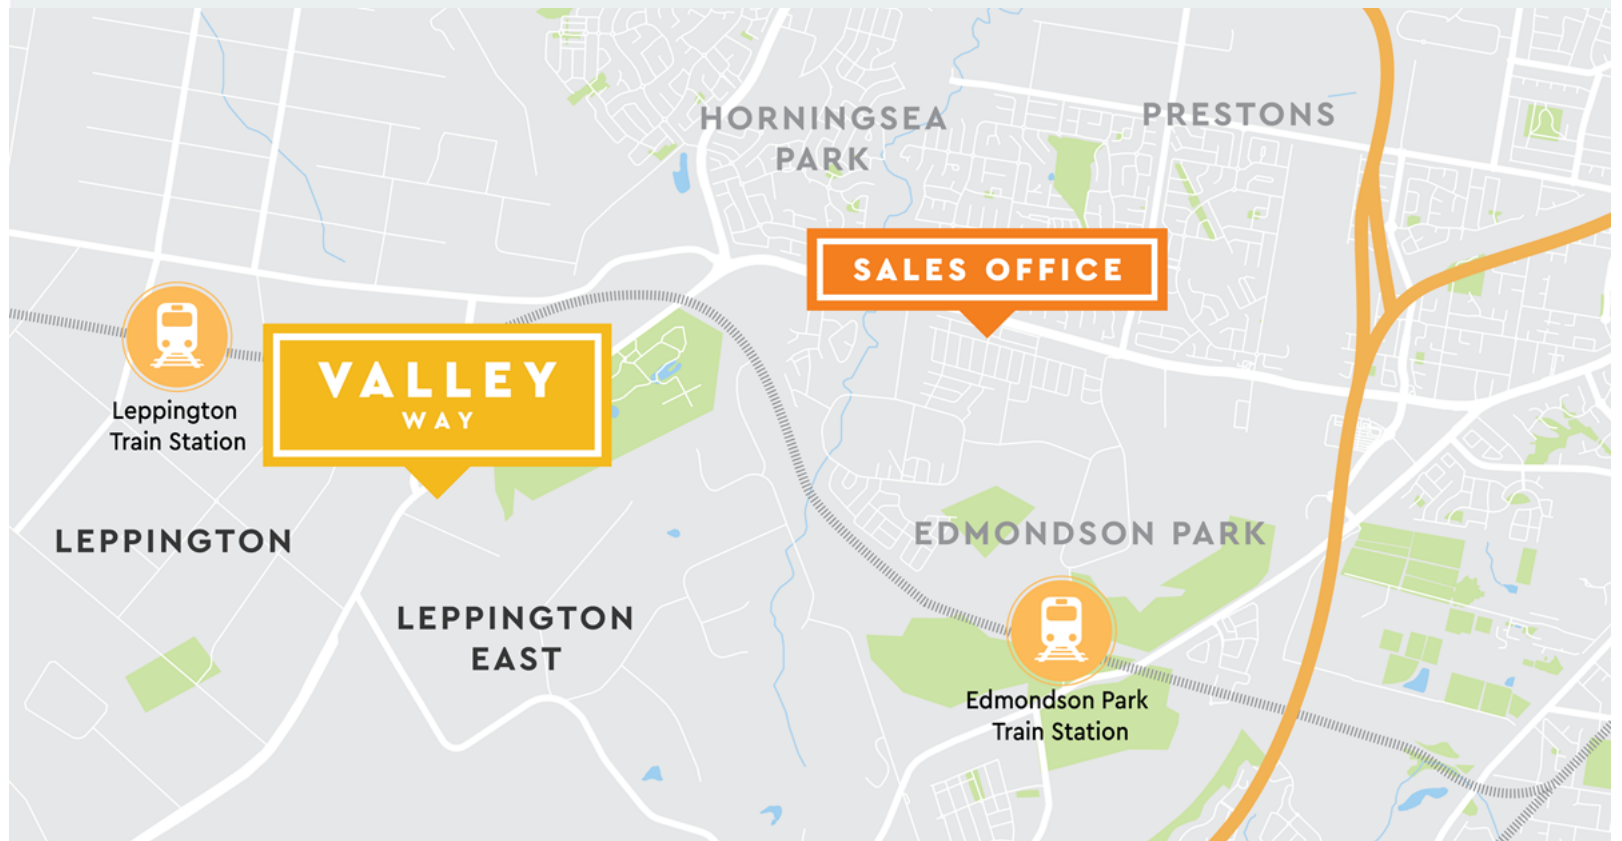 HORNINGSEA
PARK
PRESTONS
SALES OFFICE
VALLEY
WAY
Leppington
Train Station
LEPPINGTON
EDMONDSON PARK
LEPPINGTON
EAST
Edmondson Park
Train Station